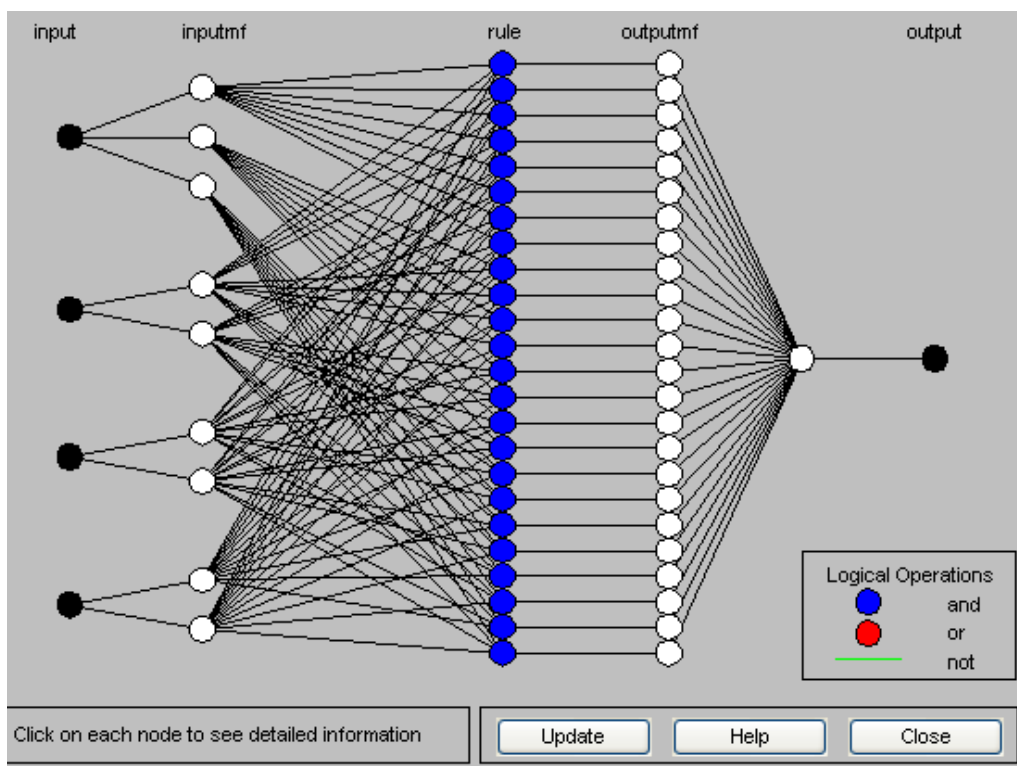 input inputmf rule outputmf output
Logical Operations
and
or
not
Click on each node to see detailed information
Update Help Close